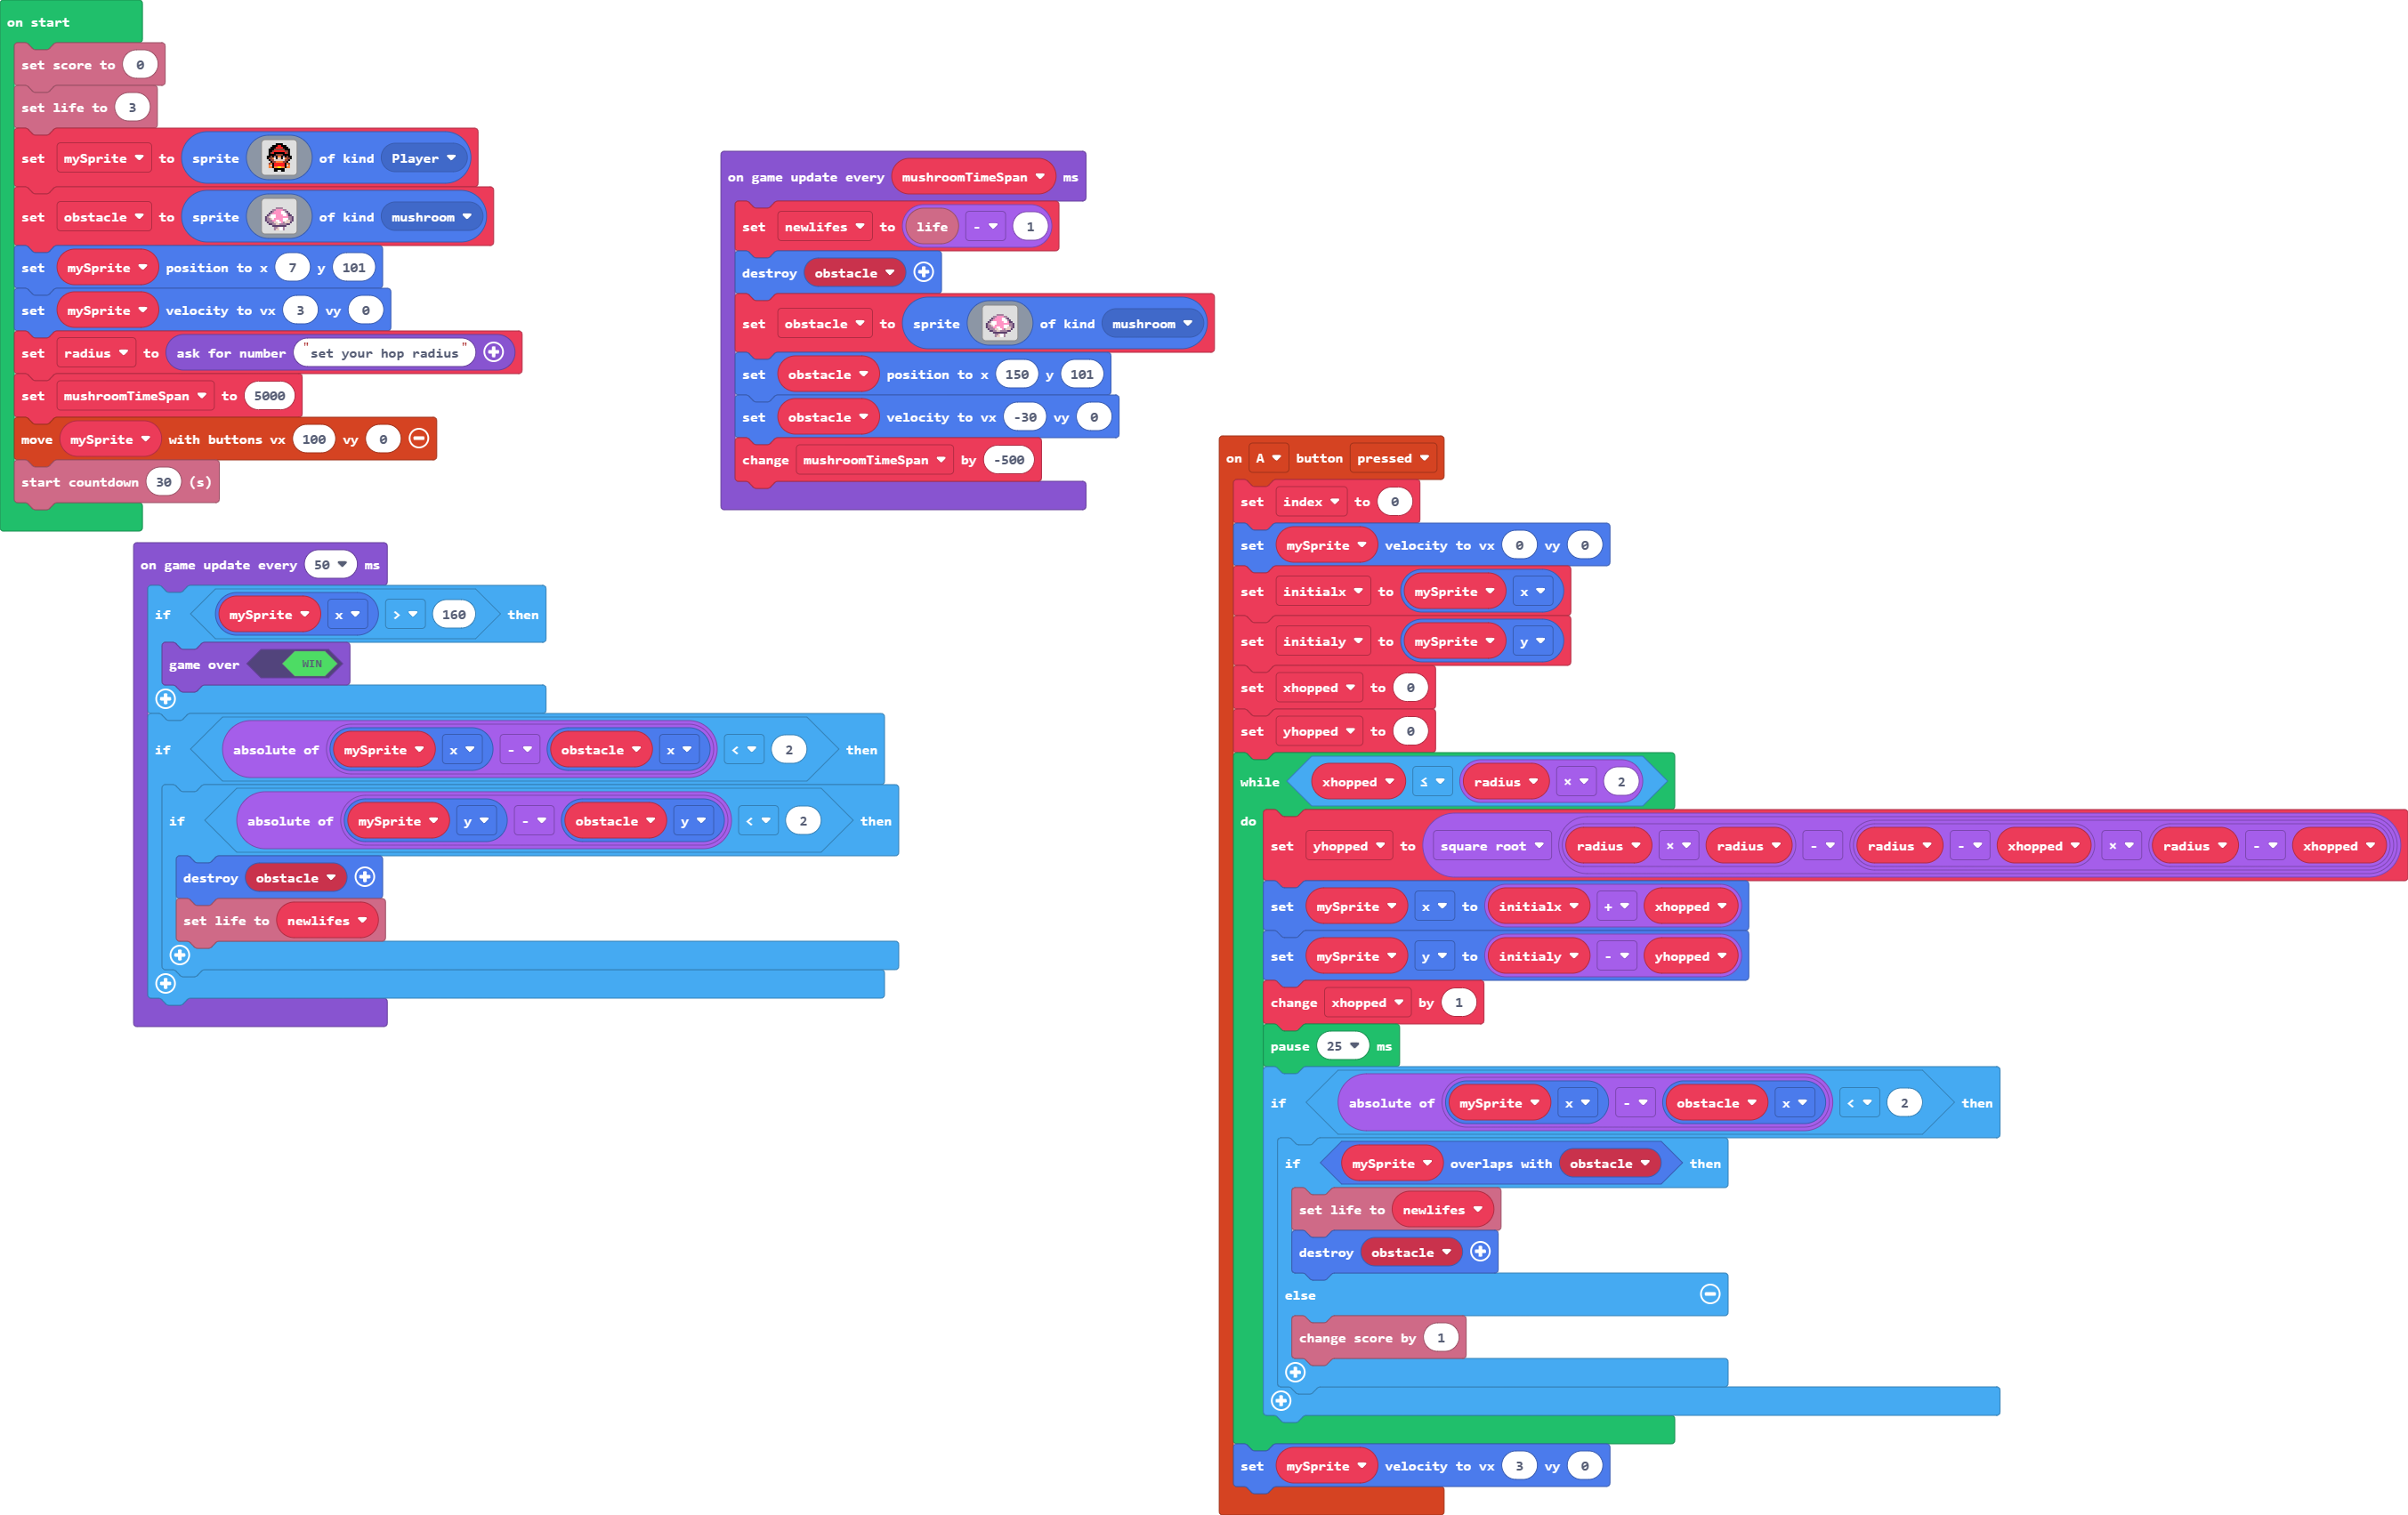 on start
set score to 0
set life to 3
set mySprite to sprite of kind Player
set obstacle to sprite of kind mushroom
set mySprite position to x 7 y 101
set mySprite velocity to vx 3 vy 0
set radius to ask for number "set your hop radius"
set mushroomTimeSpan to 5000
move mySprite with buttons vx 100 vy 0
start countdown 30 (s)
on game update every mushroomTimeSpan ms
set newlifes to life - 1
destroy obstacle
set obstacle to sprite of kind mushroom
set obstacle position to x 150 y 101
set obstacle velocity to vx -30 vy 0
change mushroomTimeSpan by -500
on game update every 50 ms
if mySprite x > 160 then
game over WIN
if absolute of mySprite x - obstacle x < 2 then
if absolute of mySprite y - obstacle y < 2 then
destroy obstacle
set life to newlifes
on A button pressed
set index to 0
set mySprite velocity to vx 0 vy 0
set initialx to mySprite x
set initialy to mySprite y
set xhopped to 0
set yhopped to 0
while xhopped ≤ radius × 2
do
set yhopped to square root radius × radius - radius - xhopped × radius - xhopped
set mySprite x to initialx + xhopped
set mySprite y to initialy - yhopped
change xhopped by 1
pause 25 ms
if absolute of mySprite x - obstacle x < 2 then
if mySprite overlaps with obstacle then
set life to newlifes
destroy obstacle
else
change score by 1
set mySprite velocity to vx 3 vy 0